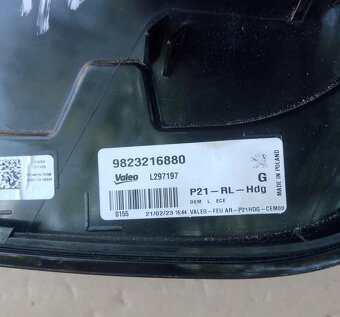 9823216880
Valeo L297197
G
P21-RL-Hdg
OEM L ECE
MADE IN POLAND
0155 21/02/23 16:44 VALEO-FEU AR-P21HDG-CEMGO